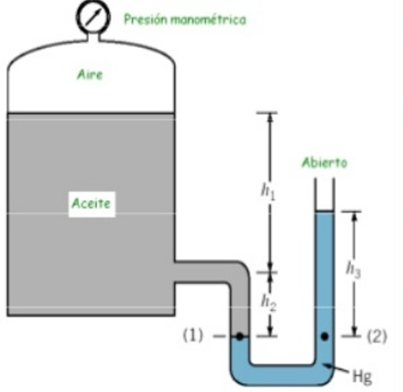 Presión manométrica
Aire
Abierto
h₁
Aceite
h₃
h₂
(1)
(2)
Hg